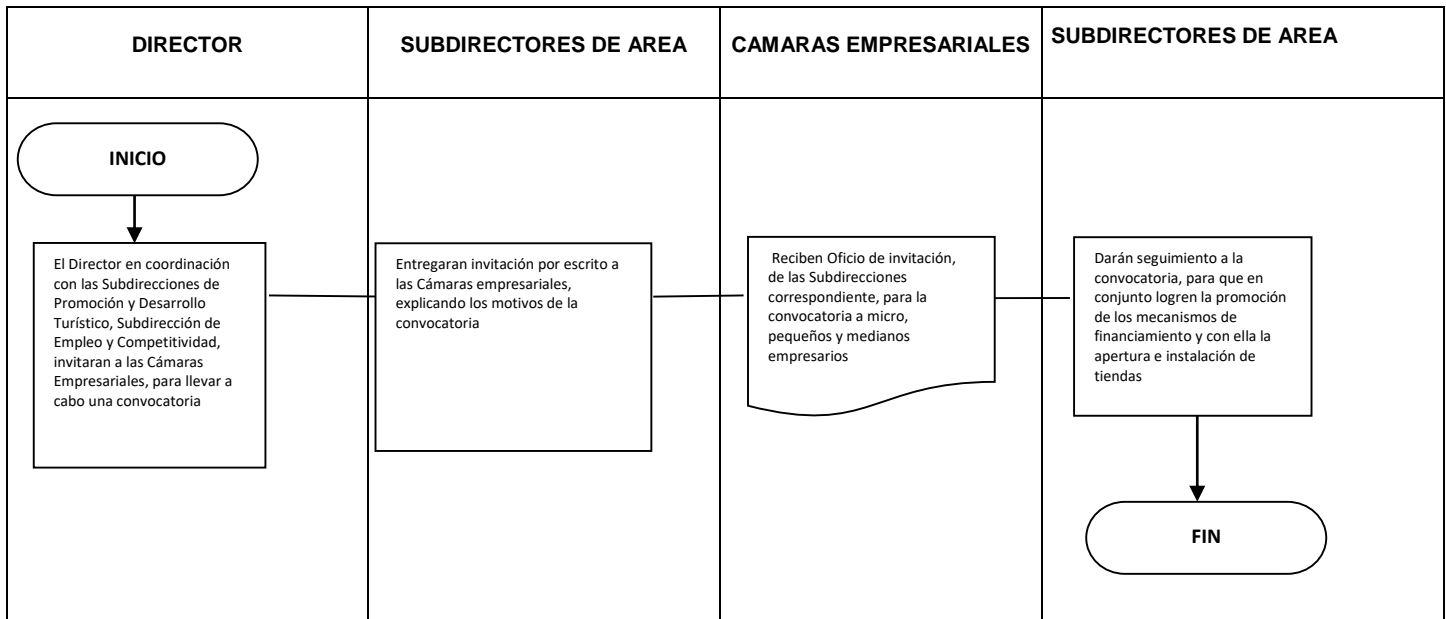 DIRECTOR
SUBDIRECTORES DE AREA
CAMARAS EMPRESARIALES
SUBDIRECTORES DE AREA
INICIO
El Director en coordinación
con las Subdirecciones de
Promoción y Desarrollo
Turístico, Subdirección de
Empleo y Competitividad,
invitaran a las Cámaras
Empresariales, para llevar a
cabo una convocatoria
Entregaran invitación por escrito a
las Cámaras empresariales,
explicando los motivos de la
convocatoria
Reciben Oficio de invitación,
de las Subdirecciones
correspondiente, para la
convocatoria a micro,
pequeños y medianos
empresarios
Darán seguimiento a la
convocatoria, para que en
conjunto logren la promoción
de los mecanismos de
financiamiento y con ella la
apertura e instalación de
tiendas
FIN